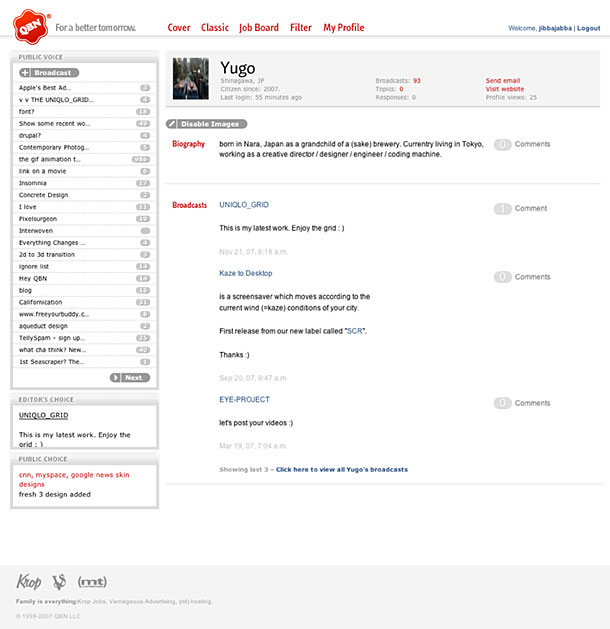 QBN
For a better tomorrow.
Cover Classic Job Board Filter My Profile
Welcome, jibbajabba | Logout
PUBLIC VOICE
Broadcast
Apple's Best Ad... 3
v v THE UNIQLO_GRID... 4
font? 18
Show some recent wo... 49
drupal? 4
Contemporary Photog... 5
the gif animation t... 986
link on a movie 6
Insomnia 17
Concrete Design 2
I love 11
Pixelsurgeon 19
Interwoven
Everything Changes ... 4
2d to 3d transition 3
ignore list 14
Hey QBN 14
blog 16
Californication 31
www.freeyourbuddy.c... 8
aqueduct design 2
TellySpam - sign up... 25
what cha think? New... 40
1st Seascraper? The... 1
Next
EDITOR'S CHOICE
UNIQLO_GRID
This is my latest work. Enjoy the
grid : )
PUBLIC CHOICE
cnn, myspace, google news skin
designs
fresh 3 design added
Yugo
Shinagawa, JP
Citizen since: 2007.
Last login: 55 minutes ago
Broadcasts: 93
Topics: 0
Responses: 0
Send email
Visit website
Profile views: 25
Disable Images
Biography
born in Nara, Japan as a grandchild of a (sake) brewery. Currentry living in Tokyo,
working as a creative director / designer / engineer / coding machine.
0 Comments
Broadcasts
UNIQLO_GRID
1 Comment
This is my latest work. Enjoy the grid : )
Nov 21, 07, 6:18 a.m.
Kaze to Desktop
0 Comments
is a screensaver which moves according to the
current wind (=kaze) conditions of your city.
First release from our new label called "SCR".
Thanks :)
Sep 20, 07, 9:47 a.m.
EYE-PROJECT
0 Comments
let's post your videos :)
Mar 19, 07, 7:04 a.m.
Showing last 3 – Click here to view all Yugo's broadcasts
Krop (mt)
Family is everything: Krop Jobs, Vantageous Advertising, (mt) hosting.
© 1999-2007 QBN LLC.